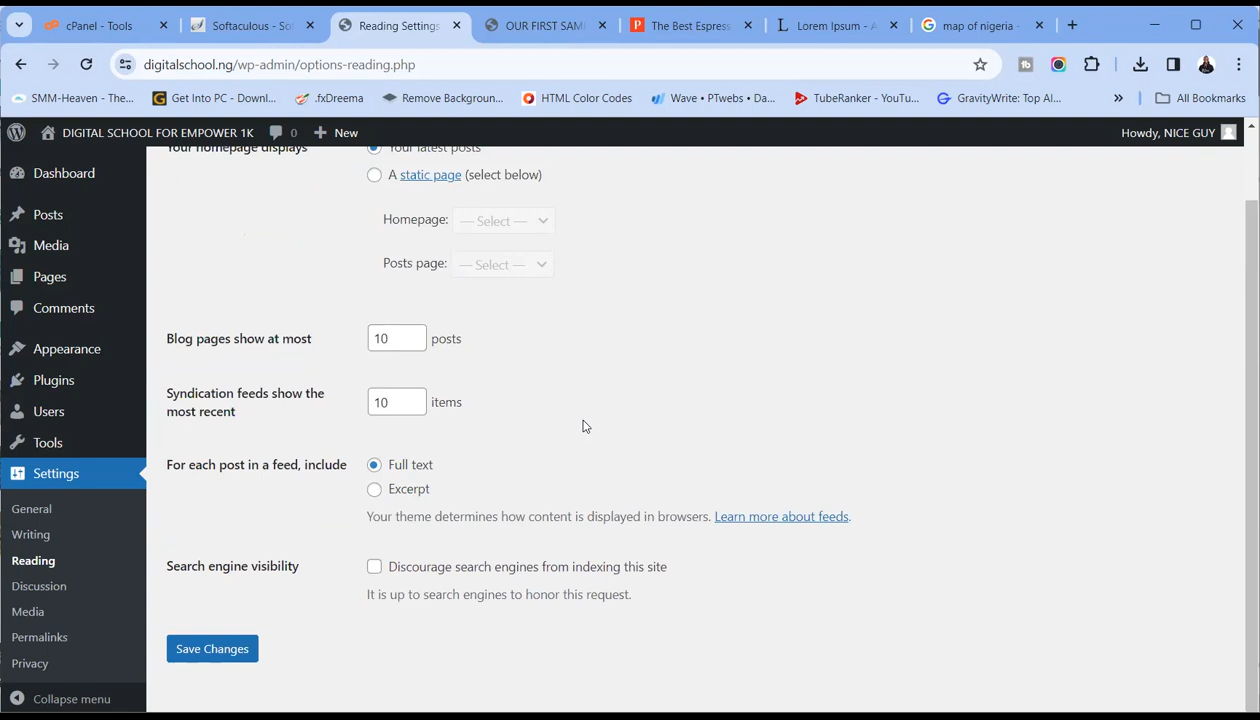 cPanel - Tools
Softaculous - So
Reading Settings
OUR FIRST SAM
The Best Espres
Lorem Ipsum - A
map of nigeria -
digitalschool.ng/wp-admin/options-reading.php
SMM-Heaven - The...
Get Into PC - Downl...
.fxDreema
Remove Backgroun...
HTML Color Codes
Wave • PTwebs • Da...
TubeRanker - YouTu...
GravityWrite: Top AI...
»
All Bookmarks
DIGITAL SCHOOL FOR EMPOWER 1K
0
New
Howdy, NICE GUY
Dashboard
Posts
Media
Pages
Comments
Appearance
Plugins
Users
Tools
Settings
General
Writing
Reading
Discussion
Media
Permalinks
Privacy
Collapse menu
Your homepage displays
Your latest posts
A static page (select below)
Homepage: — Select —
Posts page: — Select —
Blog pages show at most
10 posts
Syndication feeds show the
most recent
10 items
For each post in a feed, include
Full text
Excerpt
Your theme determines how content is displayed in browsers. Learn more about feeds.
Search engine visibility
Discourage search engines from indexing this site
It is up to search engines to honor this request.
Save Changes